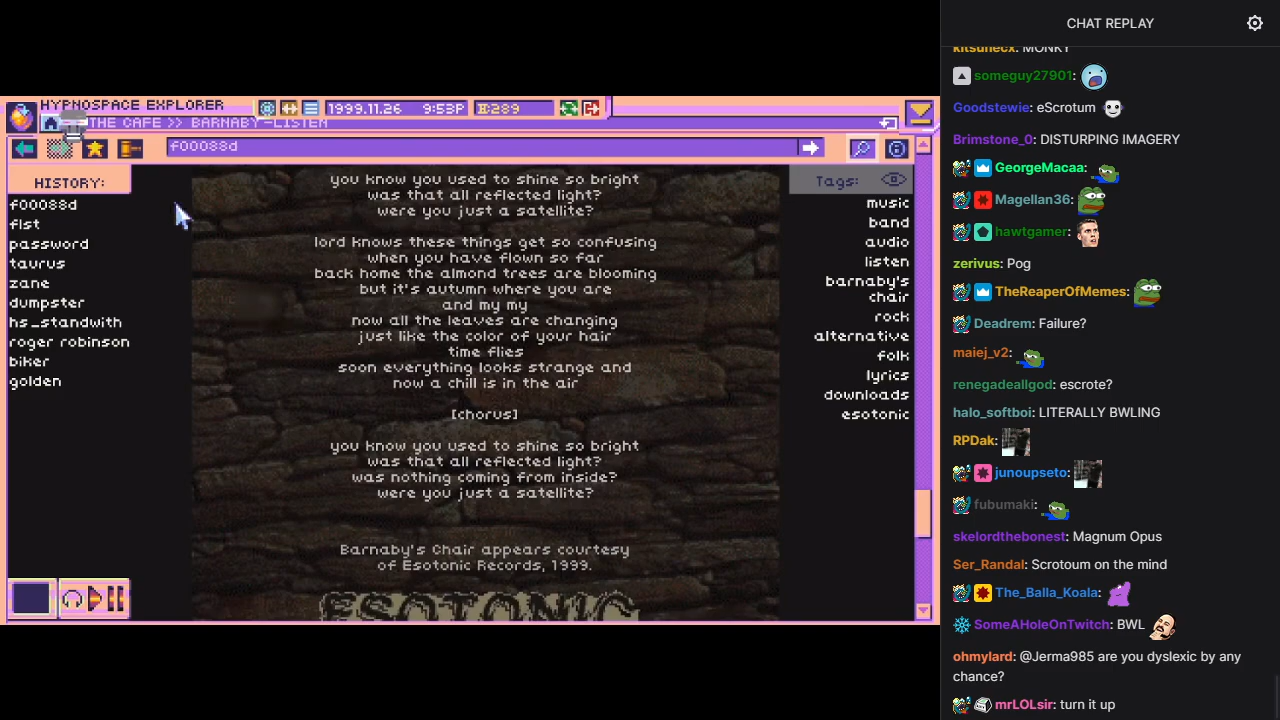 HYPNOSPACE EXPLORER
1999.11.26 9:53P
289
THE CAFE >> BARNABY-LISTEN
f00088d
HISTORY:
f00088d
flst
password
taurus
zane
dumpster
hs_standwith
roger robinson
biker
golden
you know you used to shine so bright
was that all reflected light?
were you just a satellite?
lord knows these things get so confusing
when you have flown so far
back home the almond trees are blooming
but it's autumn where you are
and my my
now all the leaves are changing
just like the color of your hair
time flies
soon everything looks strange and
now a chill is in the air
[chorus]
you know you used to shine so bright
was that all reflected light?
was nothing coming from inside?
were you just a satellite?
Barnaby's Chair appears courtesy
of Esotonic Records, 1999.
ESOTONIC
Tags:
music
band
audio
listen
barnaby's
chair
rock
alternative
folk
lyrics
downloads
esotonic
CHAT REPLAY
kitsunecx: MONKY
someguy27901:
Goodstewie: eScrotum
Brimstone_0: DISTURPING IMAGERY
GeorgeMacaa:
Magellan36:
hawtgamer:
zerivus: Pog
TheReaperOfMemes:
Deadrem: Failure?
maiej_v2:
renegadeallgod: escrote?
halo_softboi: LITERALLY BWLING
RPDak:
junoupseto:
fubumaki:
skelordthebonest: Magnum Opus
Ser_Randal: Scrotoum on the mind
The_Balla_Koala:
SomeAHoleOnTwitch: BWL
ohmylard: @Jerma985 are you dyslexic by any
chance?
mrLOLsir: turn it up